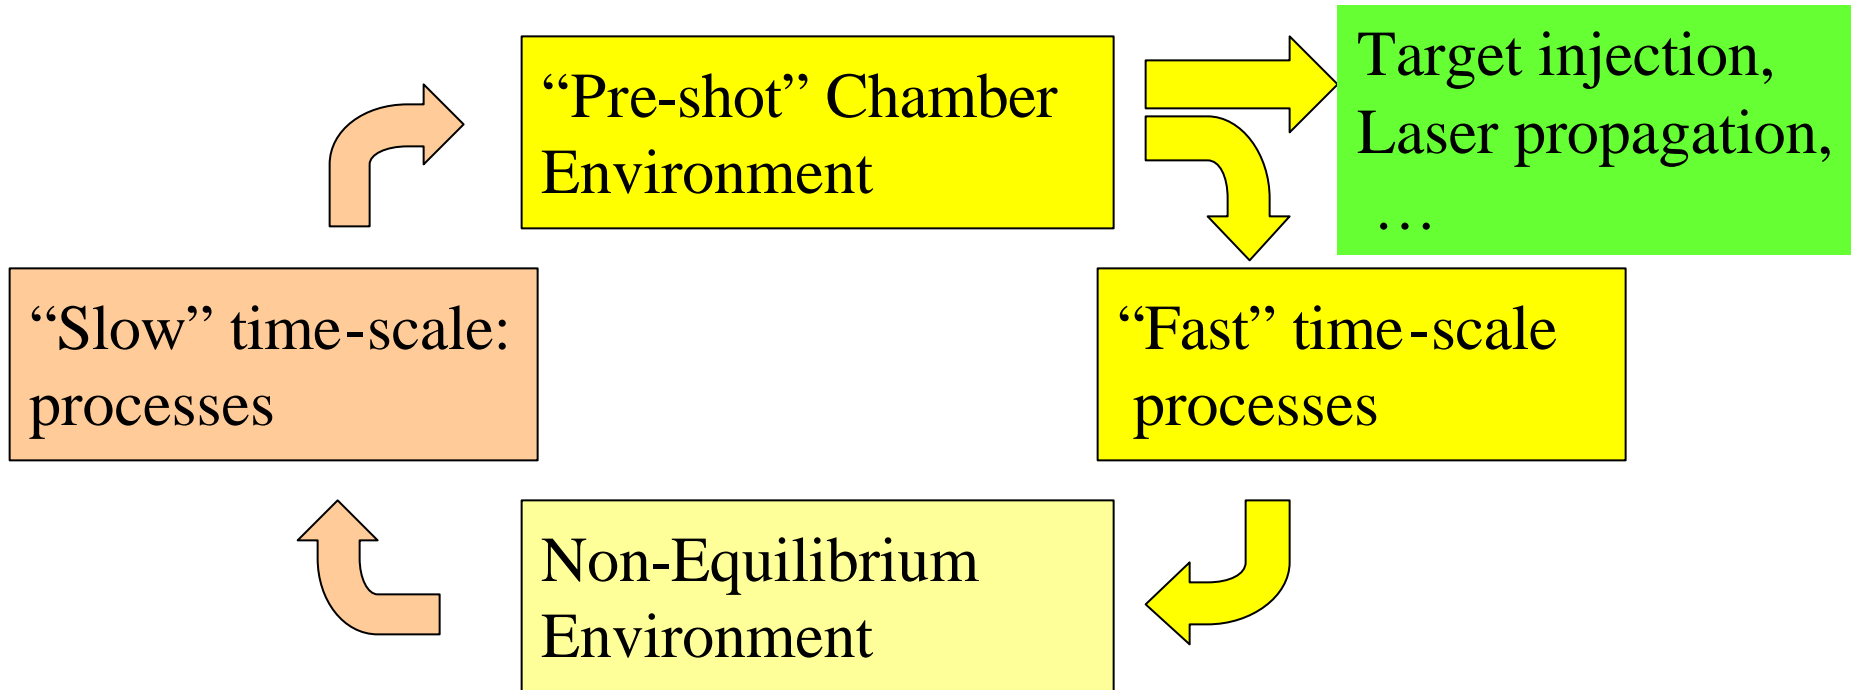 “Pre-shot” Chamber
Environment
Target injection,
Laser propagation,
…
“Slow” time-scale:
processes
“Fast” time-scale
processes
Non-Equilibrium
Environment